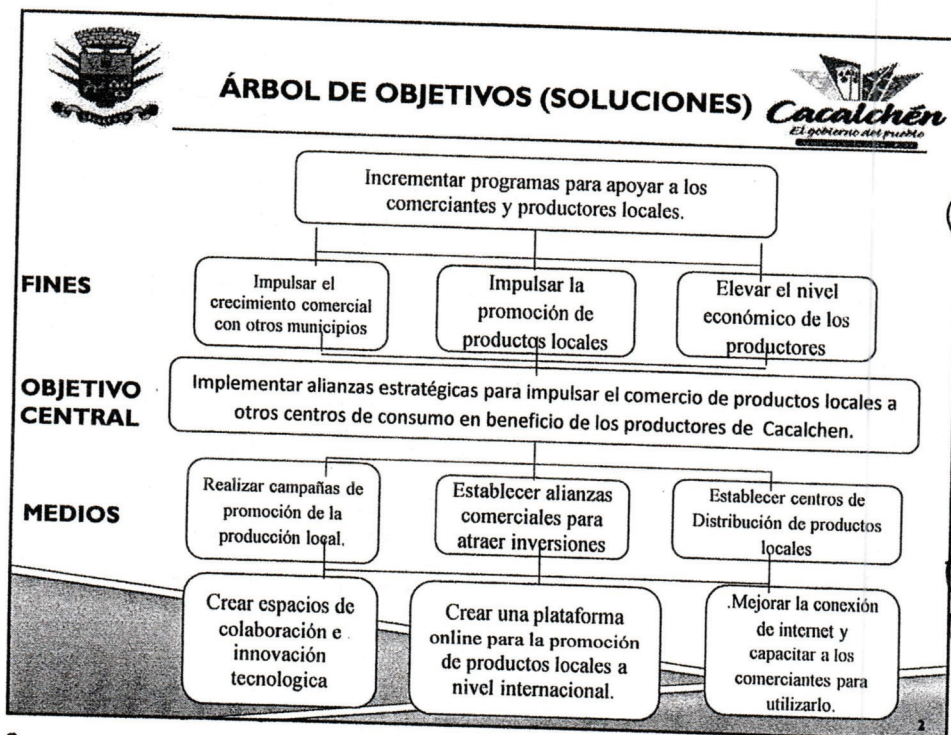 ÁRBOL DE OBJETIVOS (SOLUCIONES)
Cacalchén
El gobierno del pueblo
Incrementar programas para apoyar a los
comerciantes y productores locales.
FINES
Impulsar el
crecimiento comercial
con otros municipios
Impulsar la
promoción de
productos locales
Elevar el nivel
económico de los
productores
OBJETIVO
CENTRAL
Implementar alianzas estratégicas para impulsar el comercio de productos locales a
otros centros de consumo en beneficio de los productores de Cacalchen.
MEDIOS
Realizar campañas de
promoción de la
producción local.
Establecer alianzas
comerciales para
atraer inversiones
Establecer centros de
Distribución de productos
locales
Crear espacios de
colaboración e
innovación
tecnologica
Crear una plataforma
online para la promoción
de productos locales a
nivel internacional.
.Mejorar la conexión
de internet y
capacitar a los
comerciantes para
utilizarlo.
2